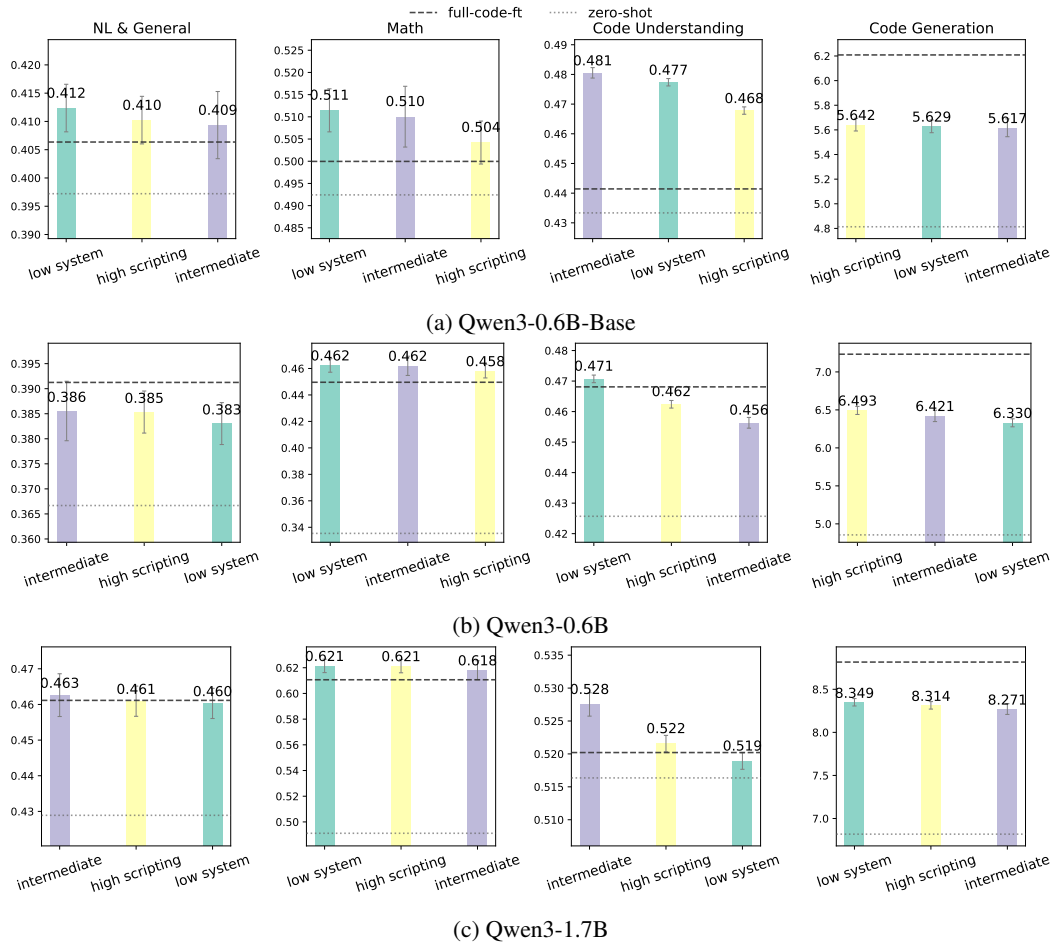 full-code-ft zero-shot
NL & General Math Code Understanding Code Generation
0.420
0.415
0.410
0.405
0.400
0.395
0.390
0.412 0.410 0.409
low system high scripting intermediate
0.525
0.520
0.515
0.510
0.505
0.500
0.495
0.490
0.485
0.511 0.510 0.504
low system intermediate high scripting
0.49
0.48
0.47
0.46
0.45
0.44
0.43
0.481 0.477 0.468
intermediate low system high scripting
6.2
6.0
5.8
5.6
5.4
5.2
5.0
4.8
5.642 5.629 5.617
high scripting low system intermediate
(a) Qwen3-0.6B-Base
0.395
0.390
0.385
0.380
0.375
0.370
0.365
0.360
0.386 0.385 0.383
intermediate high scripting low system
0.46
0.44
0.42
0.40
0.38
0.36
0.34
0.462 0.462 0.458
low system intermediate high scripting
0.48
0.47
0.46
0.45
0.44
0.43
0.42
0.471 0.462 0.456
low system high scripting intermediate
7.0
6.5
6.0
5.5
5.0
6.493 6.421 6.330
high scripting intermediate low system
(b) Qwen3-0.6B
0.47
0.46
0.45
0.44
0.43
0.463 0.461 0.460
intermediate high scripting low system
0.62
0.60
0.58
0.56
0.54
0.52
0.50
0.621 0.621 0.618
low system high scripting intermediate
0.535
0.530
0.525
0.520
0.515
0.510
0.528 0.522 0.519
intermediate high scripting low system
8.5
8.0
7.5
7.0
8.349 8.314 8.271
low system high scripting intermediate
(c) Qwen3-1.7B